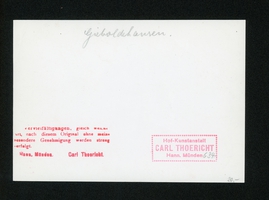 Gieboldehausen.
Vervielfältigungen, gleich welcher
Art, nach diesem Original ohne meine
besondere Genehmigung werden streng
verfolgt.
Hann. Münden. Carl Thoericht.
Hof-Kunstanstalt
CARL THOERICHT
Hann. Münden